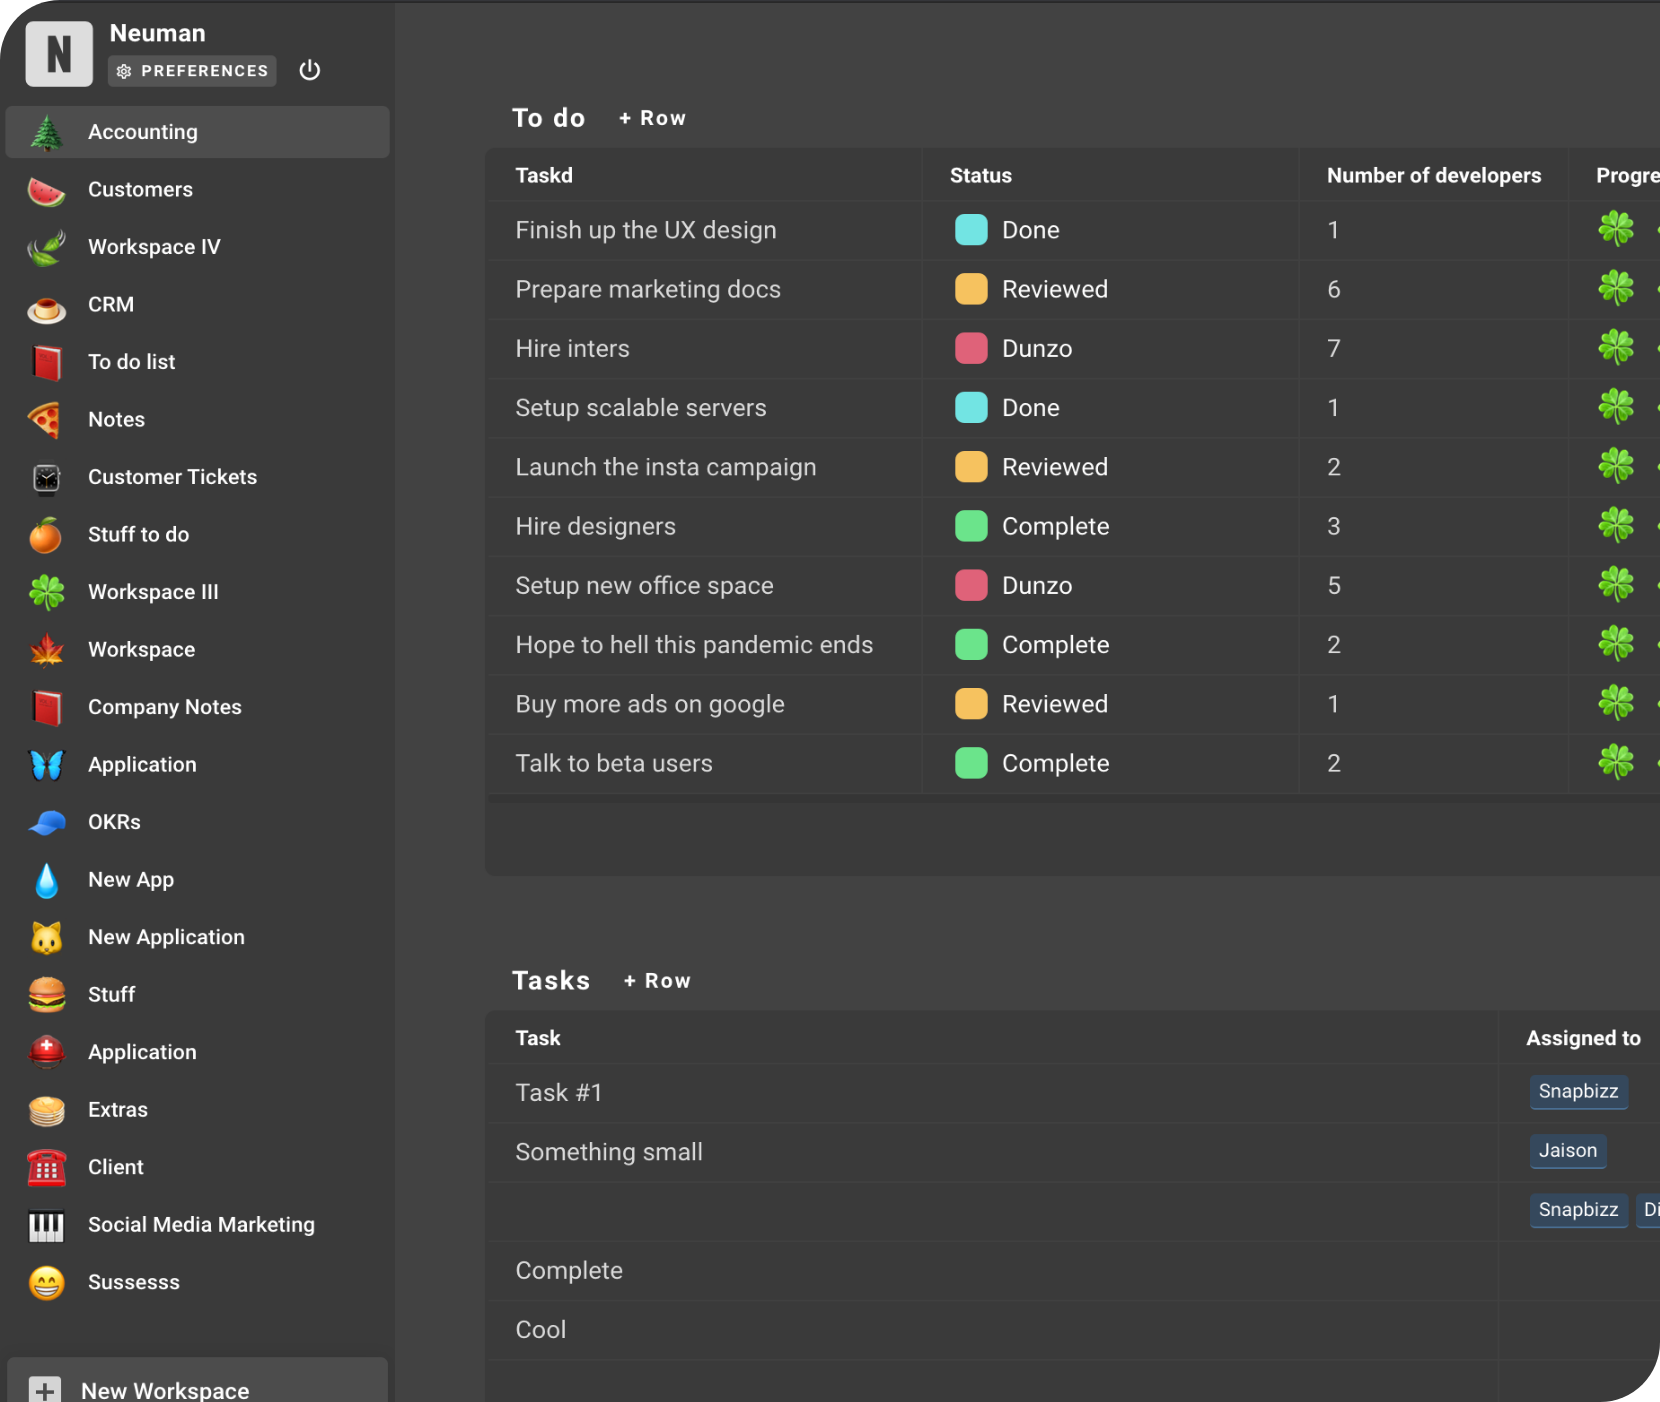 N
Neuman
PREFERENCES
Accounting
Customers
Workspace IV
CRM
To do list
Notes
Customer Tickets
Stuff to do
Workspace III
Workspace
Company Notes
Application
OKRs
New App
New Application
Stuff
Application
Extras
Client
Social Media Marketing
Sussesss
New Workspace
To do + Row
Taskd Status Number of developers Progre
Finish up the UX design Done 1
Prepare marketing docs Reviewed 6
Hire inters Dunzo 7
Setup scalable servers Done 1
Launch the insta campaign Reviewed 2
Hire designers Complete 3
Setup new office space Dunzo 5
Hope to hell this pandemic ends Complete 2
Buy more ads on google Reviewed 1
Talk to beta users Complete 2
Tasks + Row
Task Assigned to
Task #1 Snapbizz
Something small Jaison
Snapbizz Di
Complete
Cool